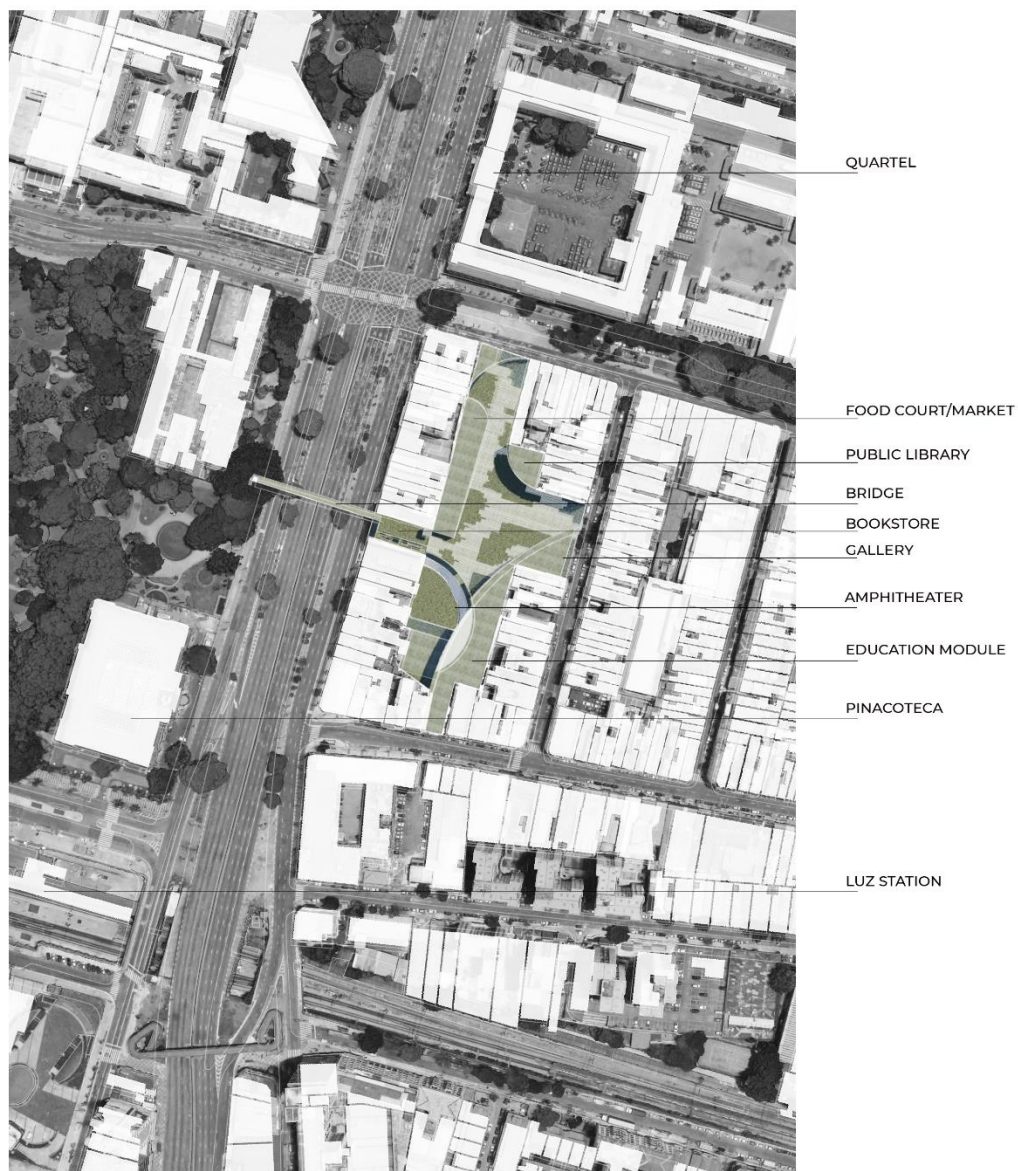 QUARTEL
FOOD COURT/MARKET
PUBLIC LIBRARY
BRIDGE
BOOKSTORE
GALLERY
AMPHITHEATER
EDUCATION MODULE
PINACOTECA
LUZ STATION